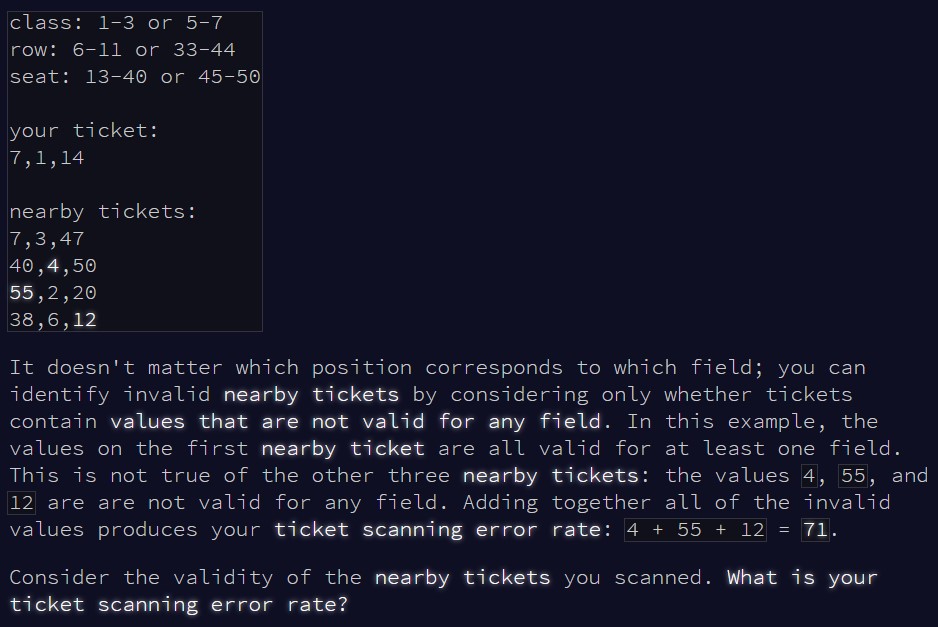 class: 1-3 or 5-7
row: 6-11 or 33-44
seat: 13-40 or 45-50
your ticket:
7,1,14
nearby tickets:
7,3,47
40,4,50
55,2,20
38,6,12
It doesn't matter which position corresponds to which field; you can
identify invalid nearby tickets by considering only whether tickets
contain values that are not valid for any field. In this example, the
values on the first nearby ticket are all valid for at least one field.
This is not true of the other three nearby tickets: the values 4, 55, and
12 are are not valid for any field. Adding together all of the invalid
values produces your ticket scanning error rate: 4 + 55 + 12 = 71.
Consider the validity of the nearby tickets you scanned. What is your
ticket scanning error rate?